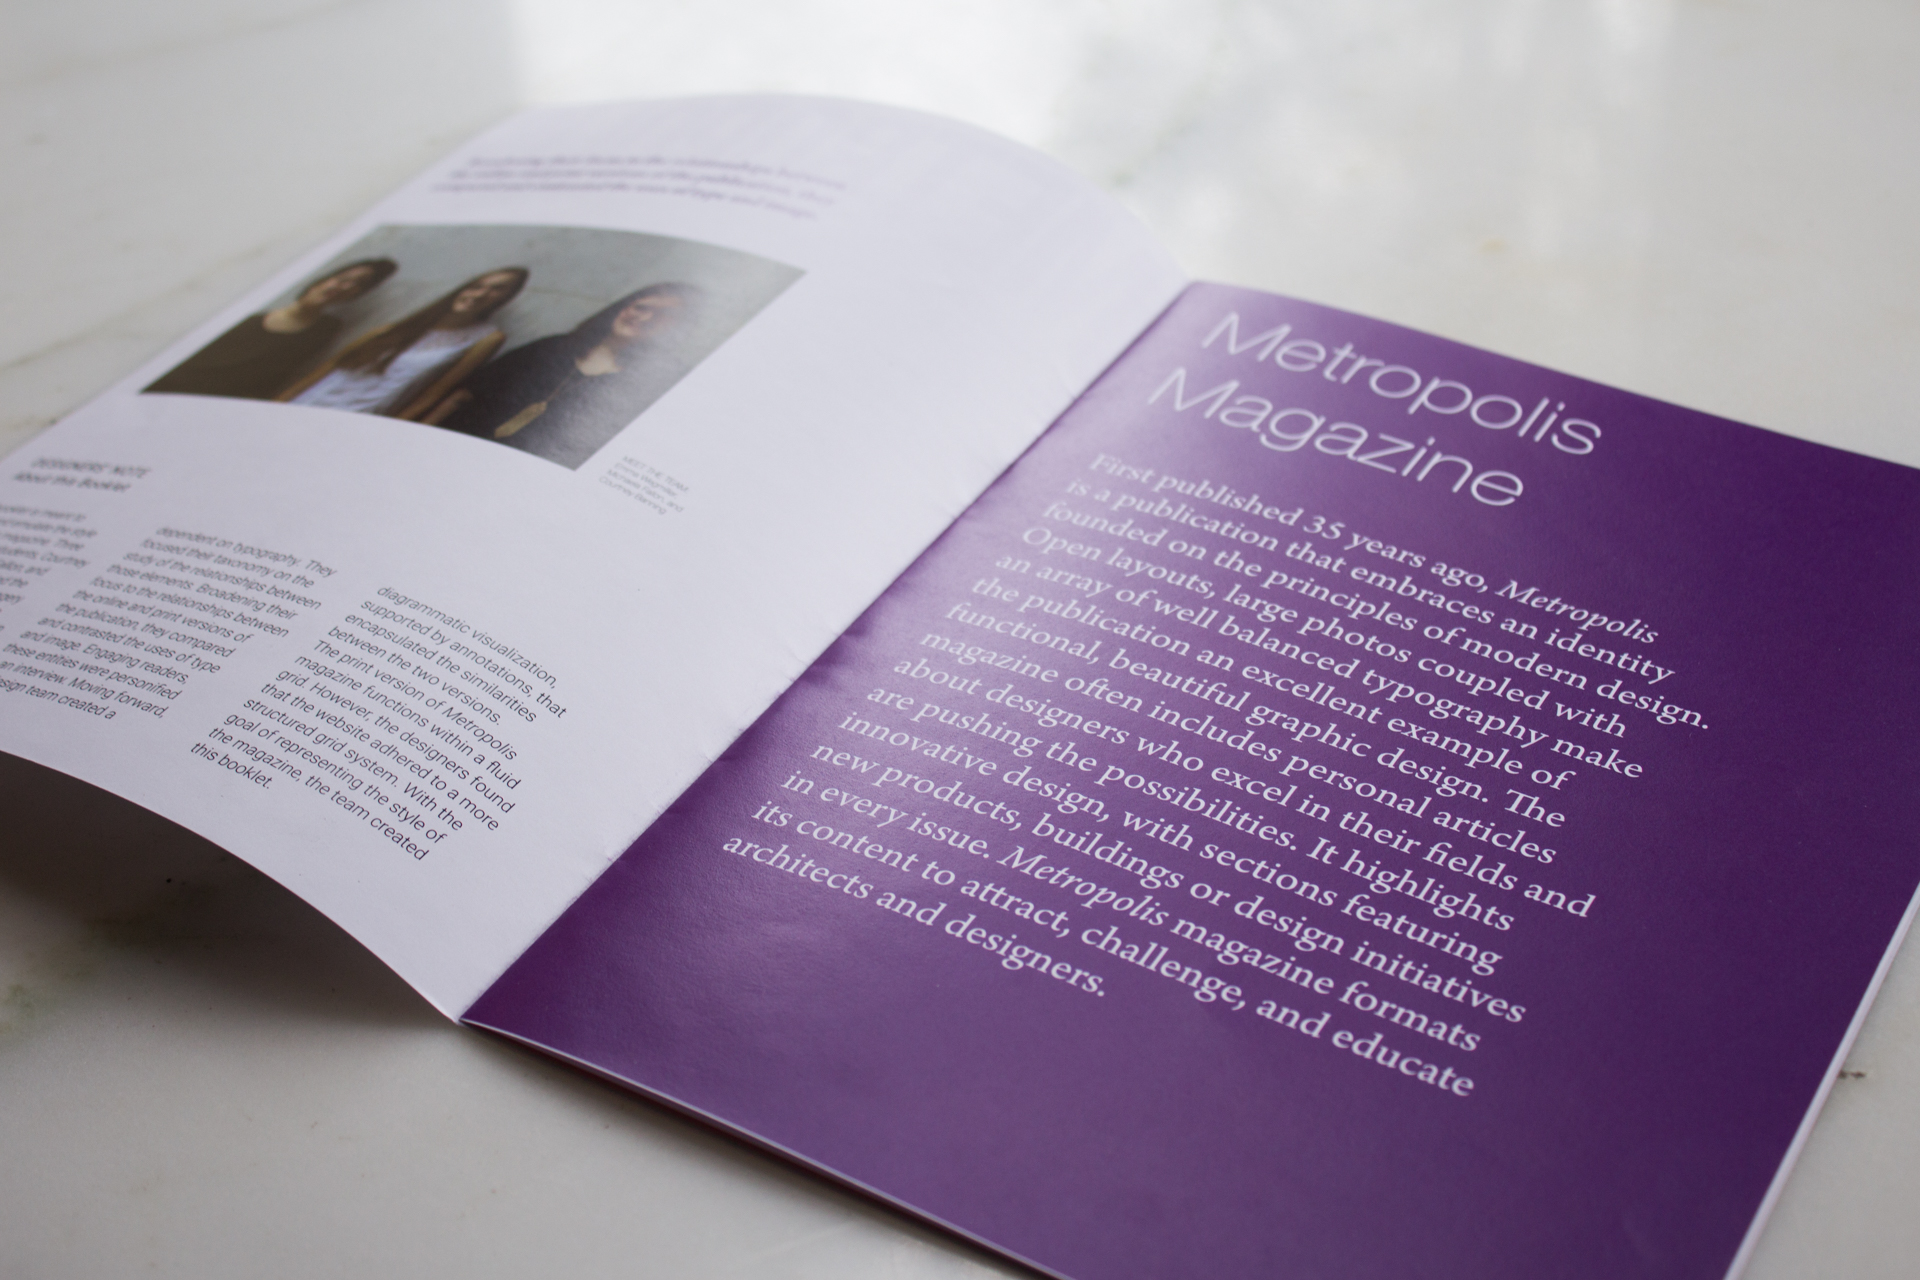 DESIGNERS' NOTE
About this Booklet
magazine. Three
students, Courtney
and
dependent on typography. They
focused their taxonomy on the
study of the relationships between
those elements. Broadening their
focus to the relationships between
the online and print versions of
the publication, they compared
and contrasted the uses of type
and image. Engaging readers,
these entities were personified
an interview. Moving forward,
design team created a
diagrammatic visualization,
supported by annotations, that
encapsulated the similarities
between the two versions.
The print version of Metropolis
magazine functions within a fluid
grid. However, the designers found
that the website adhered to a more
structured grid system. With the
goal of representing the style of
the magazine, the team created
this booklet.
MEET THE TEAM
Metropolis
Magazine
First published 35 years ago, Metropolis
is a publication that embraces an identity
founded on the principles of modern design.
Open layouts, large photos coupled with
an array of well balanced typography make
the publication an excellent example of
functional, beautiful graphic design. The
magazine often includes personal articles
about designers who excel in their fields and
are pushing the possibilities. It highlights
innovative design, with sections featuring
new products, buildings or design initiatives
in every issue. Metropolis magazine formats
its content to attract, challenge, and educate
architects and designers.